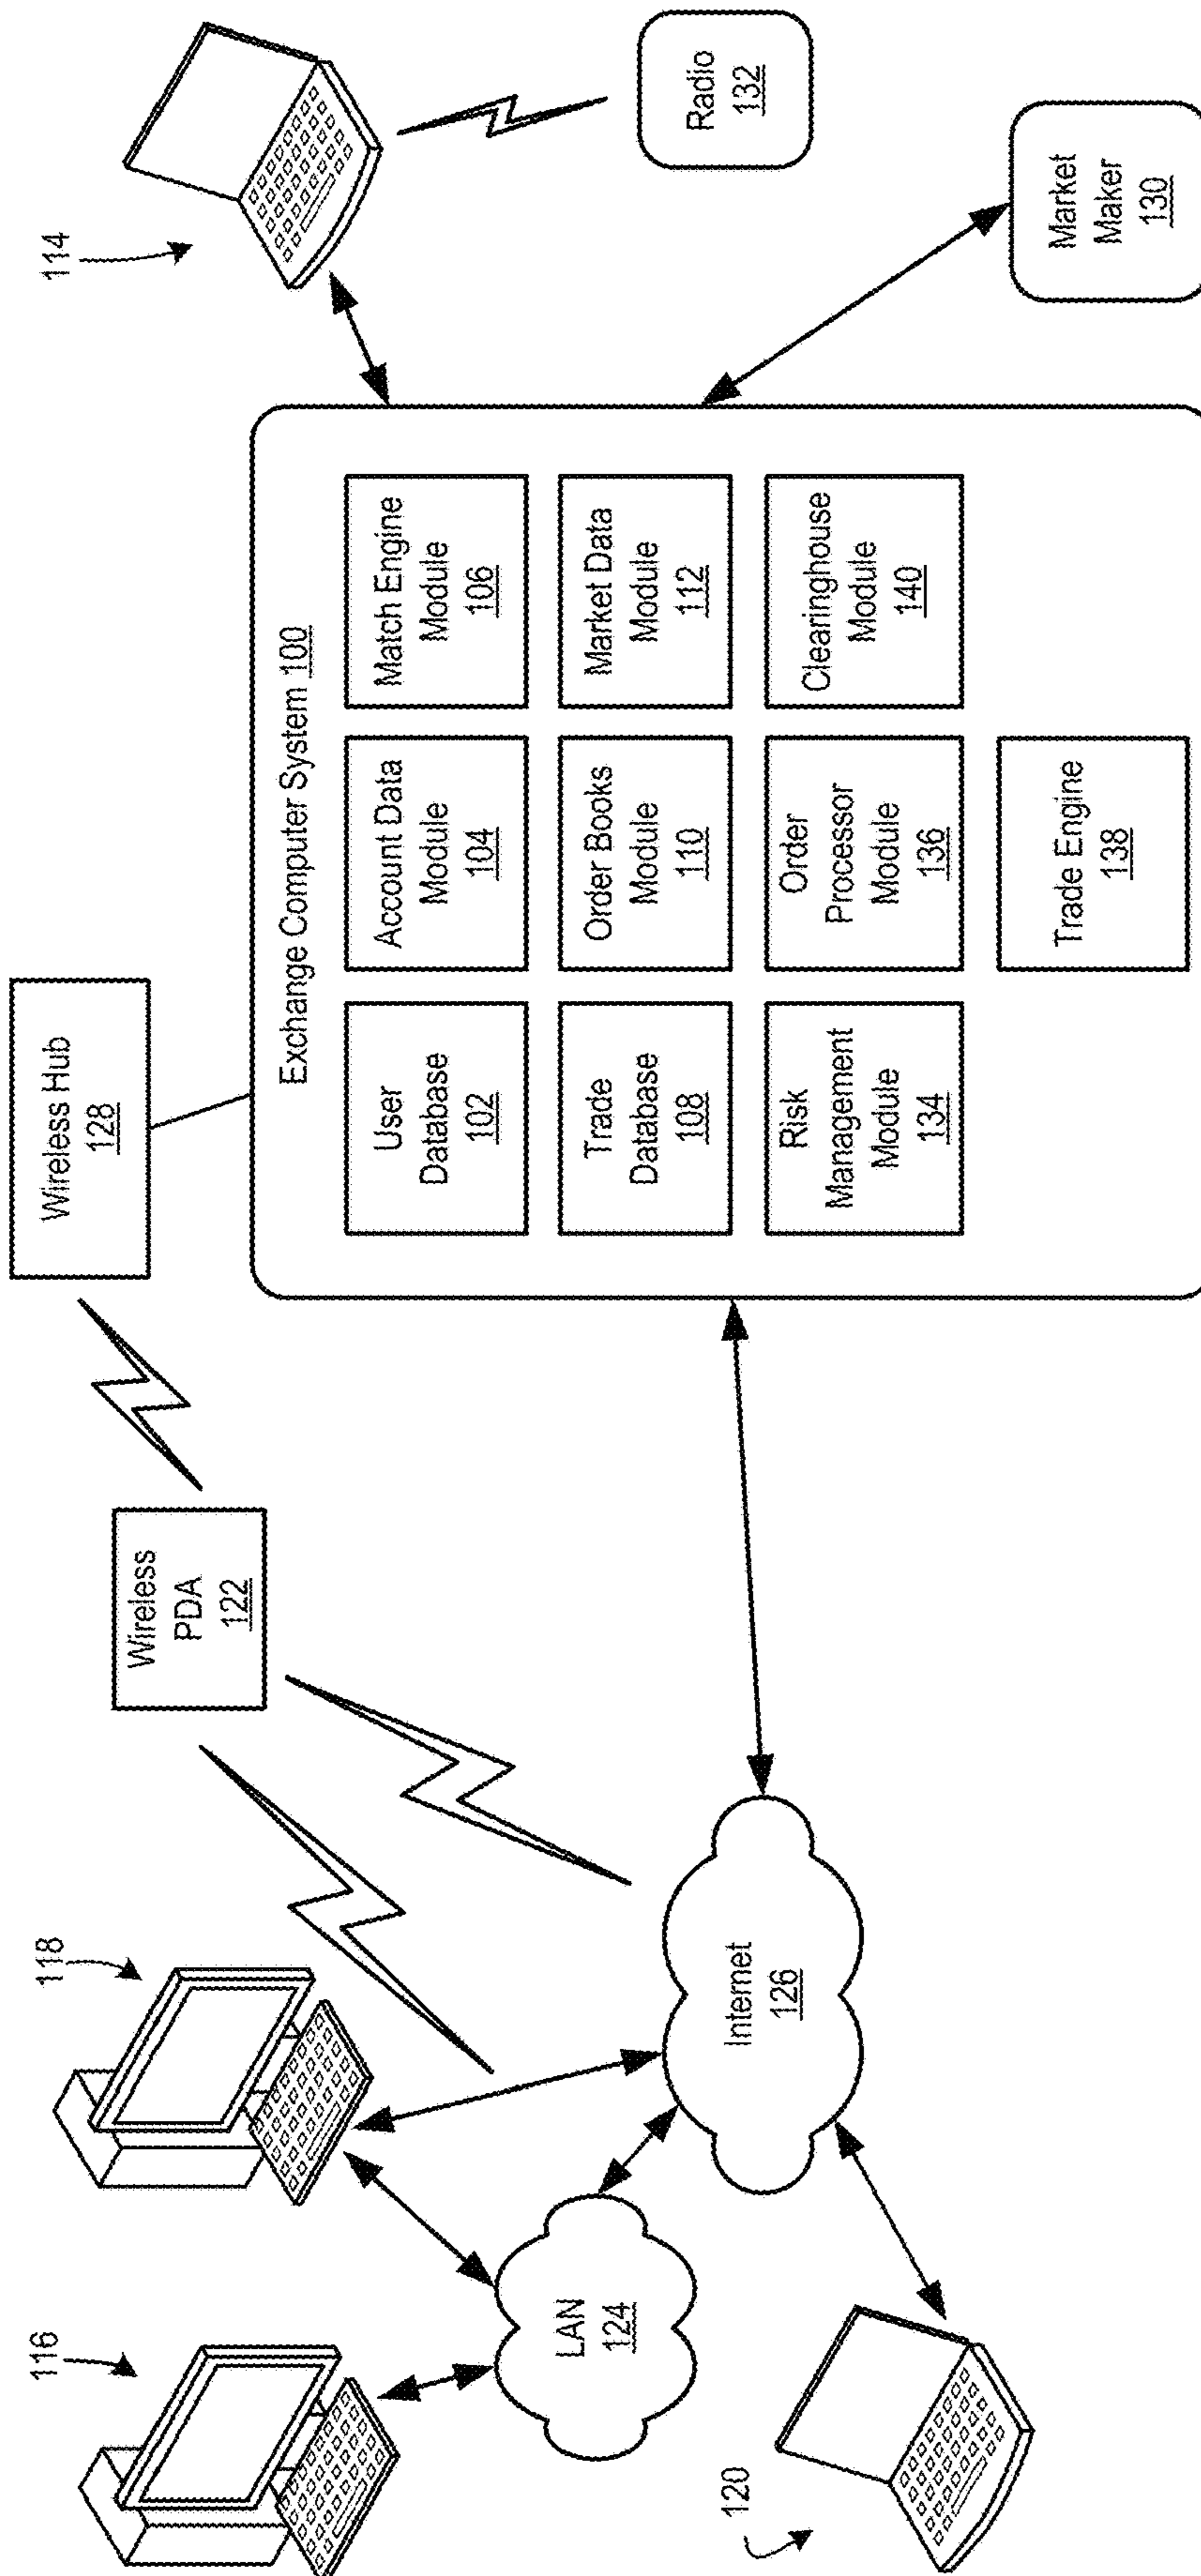 Wireless Hub
128
114
Wireless
PDA
122
118
116
Exchange Computer System 100
User
Database
102
Account Data
Module
104
Match Engine
Module
106
Trade
Database
108
Order Books
Module
110
Market Data
Module
112
Risk
Management
Module
134
Order
Processor
Module
136
Clearinghouse
Module
140
Trade Engine
138
Radio
132
Market
Maker
130
Internet
126
LAN
124
120